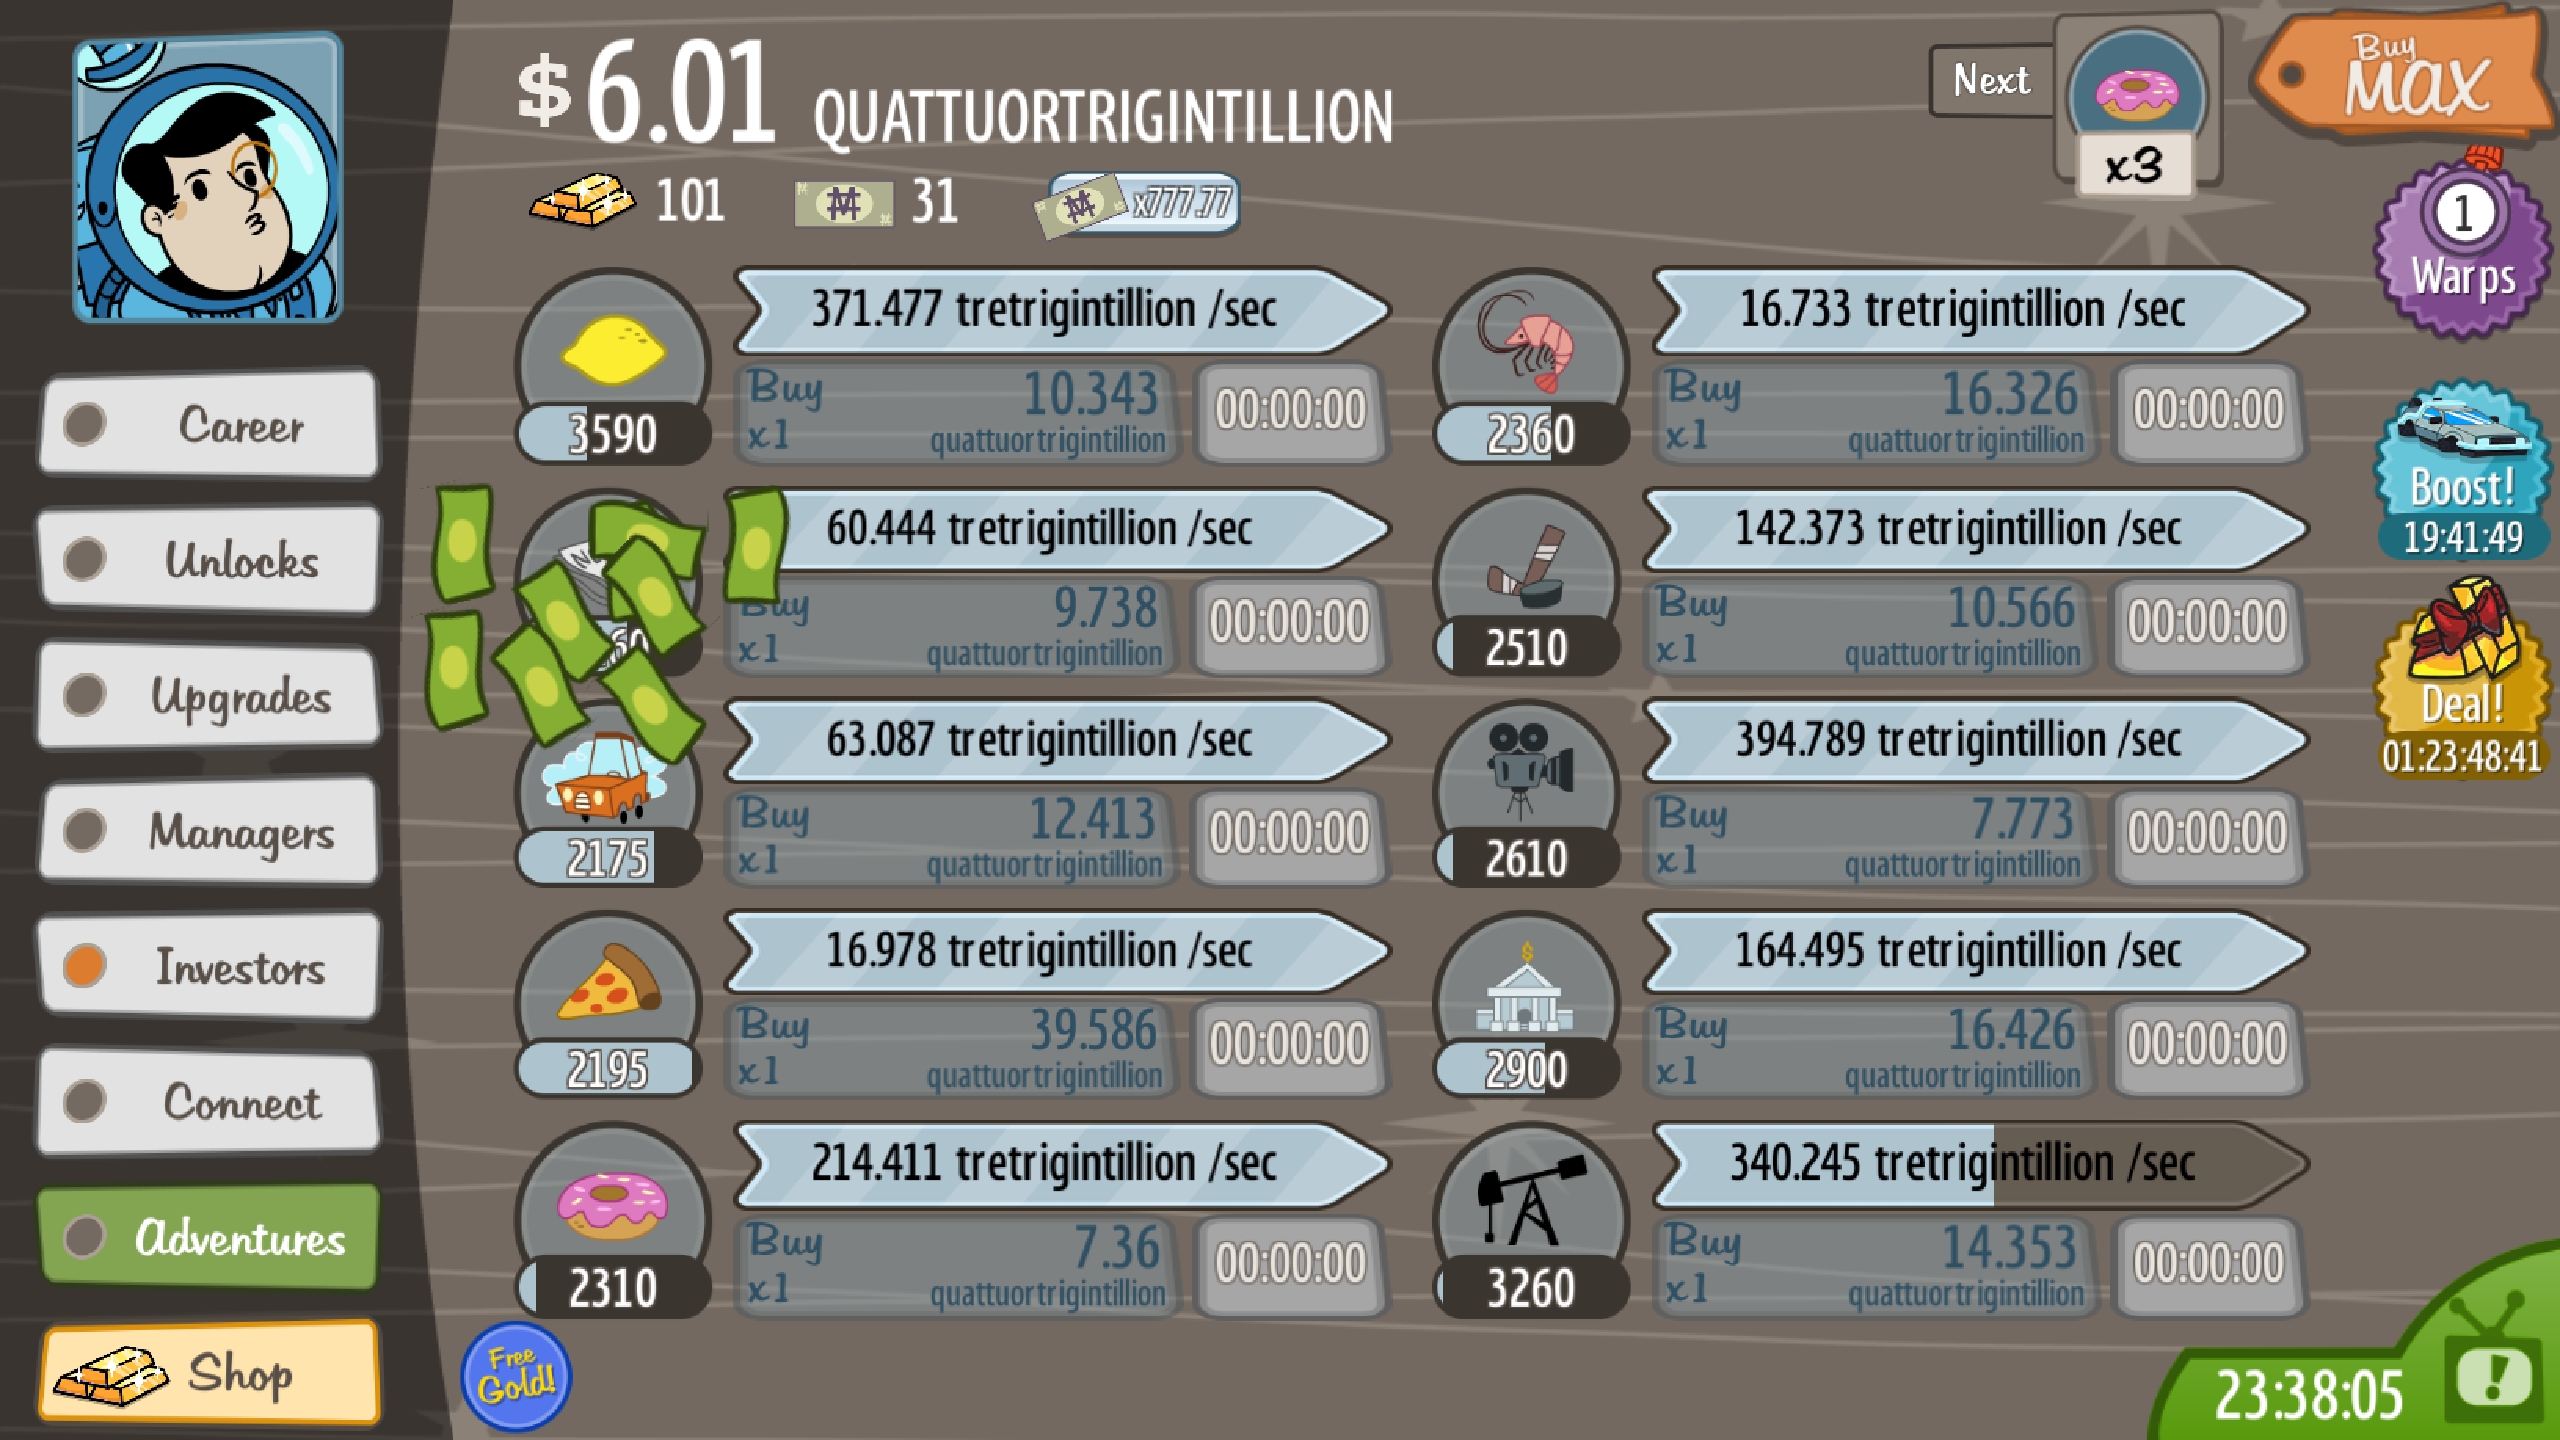 $6.01 QUATTUORTRIGINTILLION
101 31 x777.77
Next
x3
Buy
MAX
1
Warps
Boost!
19:41:49
Deal!
01:23:48:41
Career
Unlocks
Upgrades
Managers
Investors
Connect
Adventures
Shop
371.477 tretrigintillion /sec
3590
Buy
x1
10.343
quattuortrigintillion
00:00:00
16.733 tretrigintillion /sec
2360
Buy
x1
16.326
quattuortrigintillion
00:00:00
60.444 tretrigintillion /sec
Buy
x1
9.738
quattuortrigintillion
00:00:00
142.373 tretrigintillion /sec
2510
Buy
x1
10.566
quattuortrigintillion
00:00:00
63.087 tretrigintillion /sec
2175
Buy
x1
12.413
quattuortrigintillion
00:00:00
394.789 tretrigintillion /sec
2610
Buy
x1
7.773
quattuortrigintillion
00:00:00
16.978 tretrigintillion /sec
2195
Buy
x1
39.586
quattuortrigintillion
00:00:00
164.495 tretrigintillion /sec
2900
Buy
x1
16.426
quattuortrigintillion
00:00:00
214.411 tretrigintillion /sec
2310
Buy
x1
7.36
quattuortrigintillion
00:00:00
340.245 tretrigintillion /sec
3260
Buy
x1
14.353
quattuortrigintillion
00:00:00
Free
Gold!
23:38:05